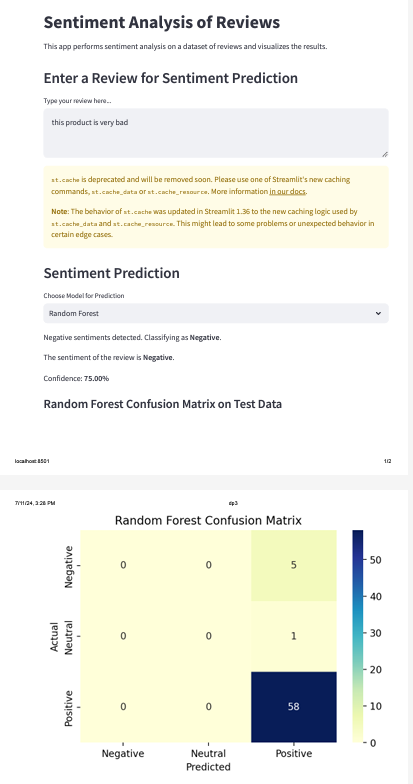 Sentiment Analysis of Reviews
This app performs sentiment analysis on a dataset of reviews and visualizes the results.
Enter a Review for Sentiment Prediction
Type your review here...
this product is very bad
st.cache is deprecated and will be removed soon. Please use one of Streamlit's new caching
commands, st.cache_data or st.cache_resource. More information in our docs.
Note: The behavior of st.cache was updated in Streamlit 1.36 to the new caching logic used by
st.cache_data and st.cache_resource. This might lead to some problems or unexpected behavior in
certain edge cases.
Sentiment Prediction
Choose Model for Prediction
Random Forest
Negative sentiments detected. Classifying as Negative.
The sentiment of the review is Negative.
Confidence: 75.00%
Random Forest Confusion Matrix on Test Data
localhost:8501 1/2
7/11/24, 3:28 PM dp3
Random Forest Confusion Matrix
Negative 0 0 5
Actual
Neutral 0 0 1
Positive 0 0 58
50
40
30
20
10
0
Negative Neutral Positive
Predicted